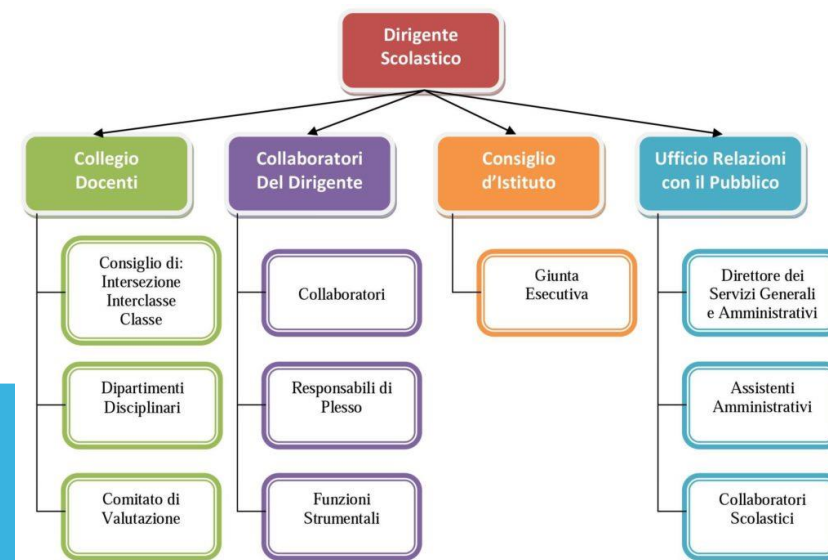 Dirigente
Scolastico
Collegio
Docenti
Collaboratori
Del Dirigente
Consiglio
d'Istituto
Ufficio Relazioni
con il Pubblico
Consiglio di:
Intersezione
Interclasse
Classe
Collaboratori
Giunta
Esecutiva
Direttore dei
Servizi Generali
e Amministrativi
Dipartimenti
Disciplinari
Responsabili di
Plesso
Assistenti
Amministrativi
Comitato di
Valutazione
Funzioni
Strumentali
Collaboratori
Scolastici